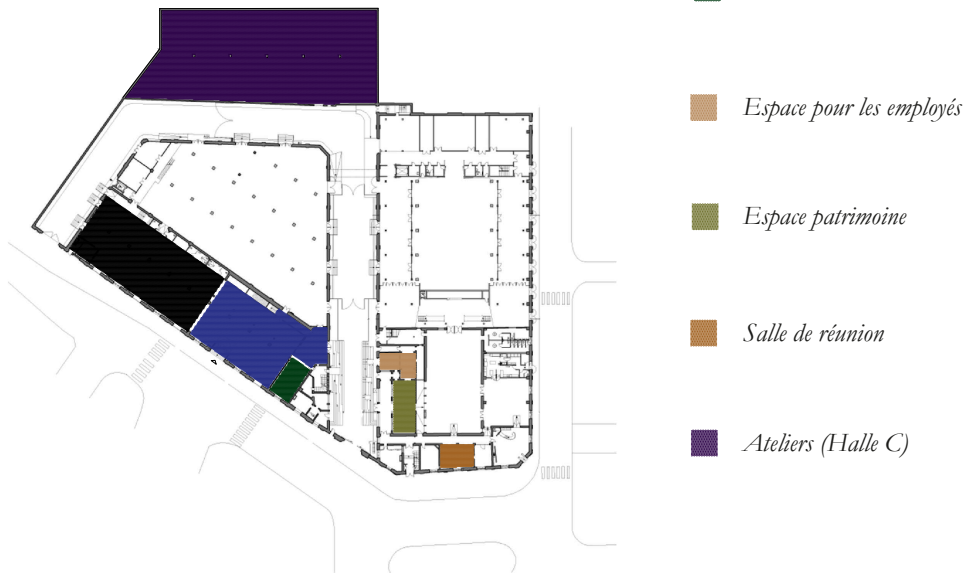 Espace pour les employés
Espace patrimoine
Salle de réunion
Ateliers (Halle C)